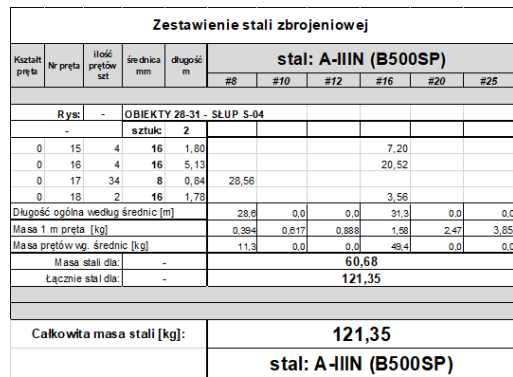 Zestawienie stali zbrojeniowej
Kształt pręta Nr pręta ilość prętów szt średnica mm długość m stal: A-IIIN (B500SP)
#8 #10 #12 #16 #20 #25
Rys: - OBIEKTY 28-31 - SŁUP S-04
- sztuk: 2
0 15 4 16 1,80 7,20
0 16 4 16 5,13 20,52
0 17 34 8 0,84 28,56
0 18 2 16 1,78 3,56
Długość ogólna według średnic [m] 28,6 0,0 0,0 31,3 0,0 0,0
Masa 1 m pręta [kg] 0,394 0,617 0,888 1,58 2,47 3,85
Masa prętów wg. średnic [kg] 11,3 0,0 0,0 49,4 0,0 0,0
Masa stali dla: - 60,68
Łącznie stal dla: - 121,35
Całkowita masa stali [kg]: 121,35
stal: A-IIIN (B500SP)